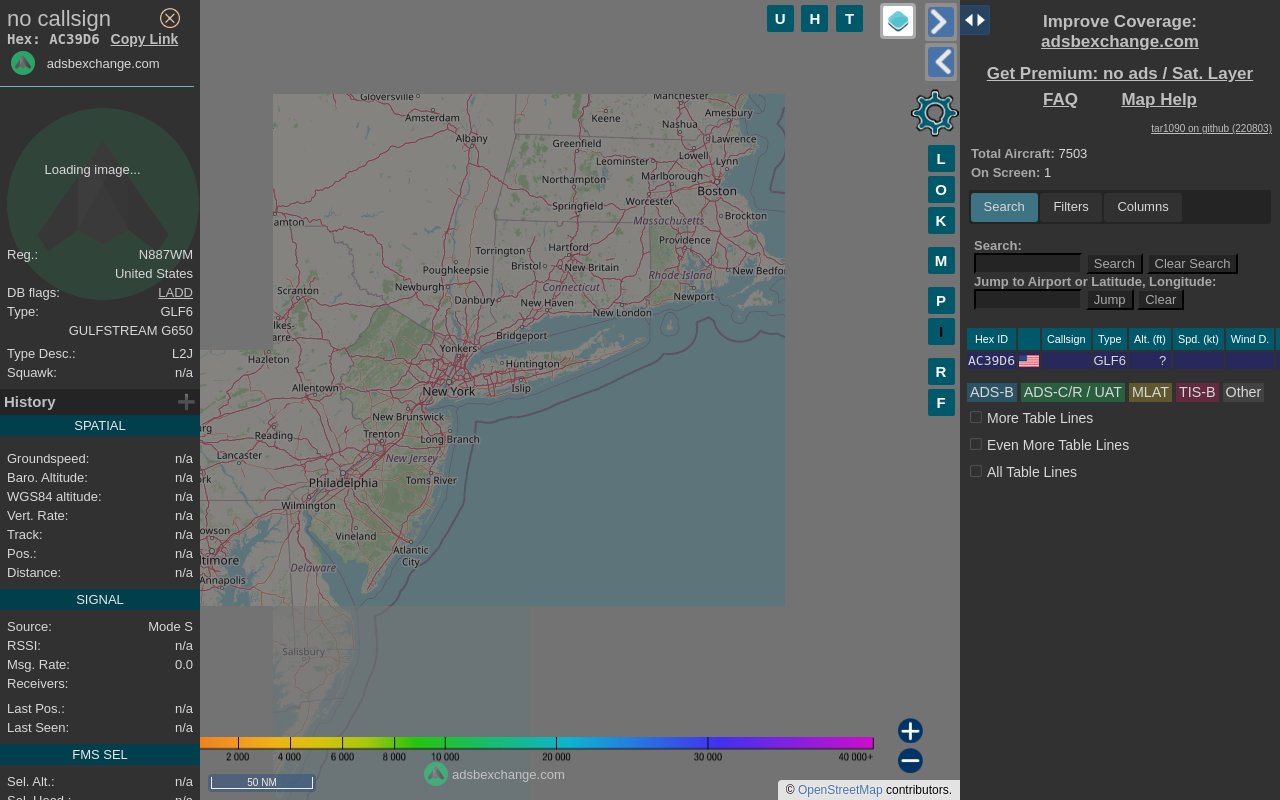 no callsign
Hex: AC39D6 Copy Link
adsbexchange.com
Loading image...
Reg.: N887WM
United States
DB flags: LADD
Type: GLF6
GULFSTREAM G650
Type Desc.: L2J
Squawk: n/a
History
SPATIAL
Groundspeed: n/a
Baro. Altitude: n/a
WGS84 altitude: n/a
Vert. Rate: n/a
Track: n/a
Pos.: n/a
Distance: n/a
SIGNAL
Source: Mode S
RSSI: n/a
Msg. Rate: 0.0
Receivers:
Last Pos.: n/a
Last Seen: n/a
FMS SEL
Sel. Alt.: n/a
Sel. Head.: n/a
U H T
L
O
K
M
P
I
R
F
Gloversville
Amsterdam
Albany
Manchester
Keene
Nashua
Amesbury
Greenfield
Lawrence
Leominster
Lowell
Lynn
Northampton
Marlborough
Boston
Springfield
Worcester
Massachusetts
Brockton
Providence
Torrington
Hartford
Bristol
New Britain
Poughkeepsie
Rhode Island
New Bedfor
Newburgh
Connecticut
Danbury
New Haven
Newport
New London
Scranton
Bridgeport
Hazleton
Yonkers
Huntington
Allentown
New York
Islip
New Brunswick
Reading
Trenton
Long Branch
Lancaster
New Jersey
Toms River
Philadelphia
Wilmington
Vineland
Atlantic
City
ltimore
Annapolis
Delaware
Salisbury
2 000 4 000 6 000 8 000 10 000 20 000 30 000 40 000+
50 NM
adsbexchange.com
© OpenStreetMap contributors.
Improve Coverage:
adsbexchange.com
Get Premium: no ads / Sat. Layer
FAQ Map Help
tar1090 on github (220803)
Total Aircraft: 7503
On Screen: 1
Search Filters Columns
Search:
Search Clear Search
Jump to Airport or Latitude, Longitude:
Jump Clear
Hex ID Callsign Type Alt. (ft) Spd. (kt) Wind D.
AC39D6 GLF6 ?
ADS-B ADS-C/R / UAT MLAT TIS-B Other
More Table Lines
Even More Table Lines
All Table Lines